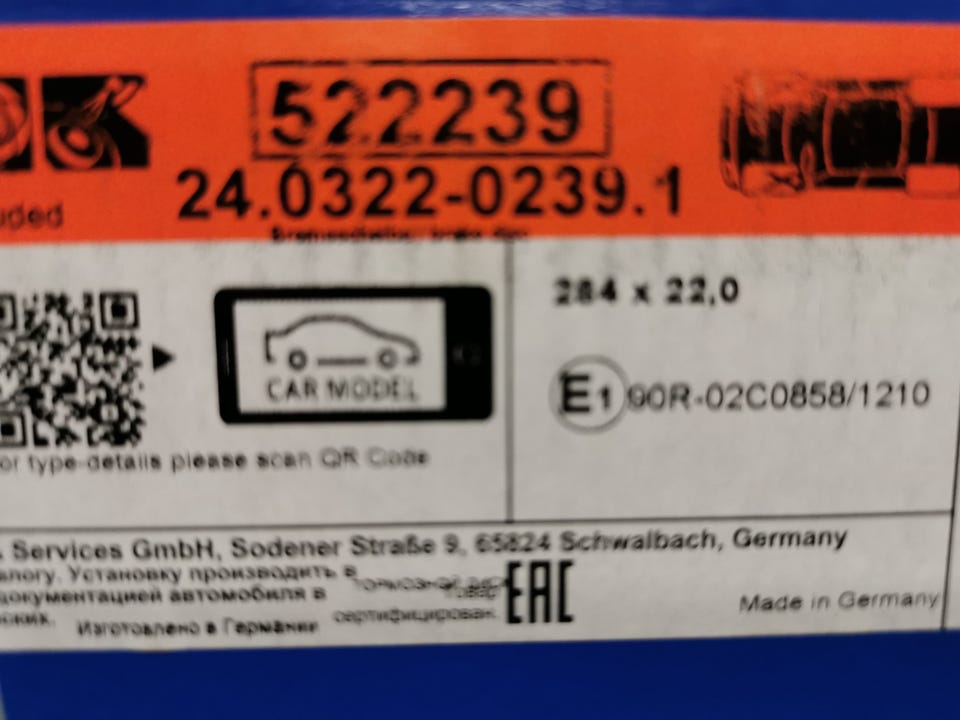 522239
24.0322-0239.1
284 x 22,0
CAR MODEL
E1 90R-02C0858/1210
type-details please scan QR Code
Services GmbH, Sodener Straße 9, 65824 Schwalbach, Germany
Установку производить в
документацией автомобиля в
EAC
Изготовлено в Германии
Made in Germany